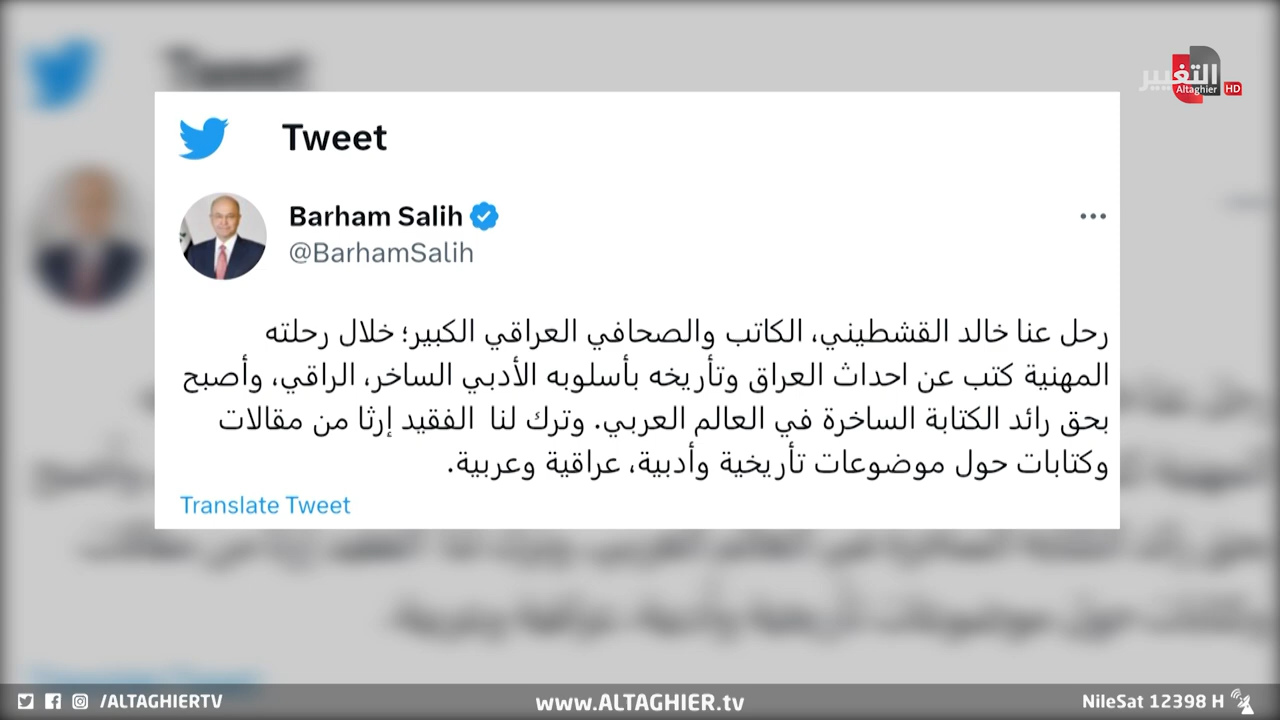 Tweet
التغيير
Altaghier HD
Tweet
Barham Salih
@BarhamSalih
رحل عنا خالد القشطيني، الكاتب والصحافي العراقي الكبير؛ خلال رحلته
المهنية كتب عن احداث العراق وتأريخه بأسلوبه الأدبي الساخر، الراقي، وأصبح
بحق رائد الكتابة الساخرة في العالم العربي. وترك لنا الفقيد إرثا من مقالات
وكتابات حول موضوعات تأريخية وأدبية، عراقية وعربية.
Translate Tweet
/ALTAGHIERTV
www.ALTAGHIER.tv
NileSat 12398 H